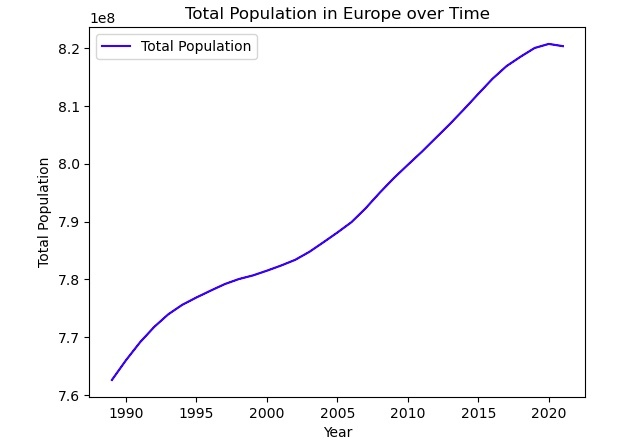 Total Population in Europe over Time
1e8
Total Population
8.2
8.1
8.0
7.9
7.8
7.7
7.6
Total Population
1990 1995 2000 2005 2010 2015 2020
Year